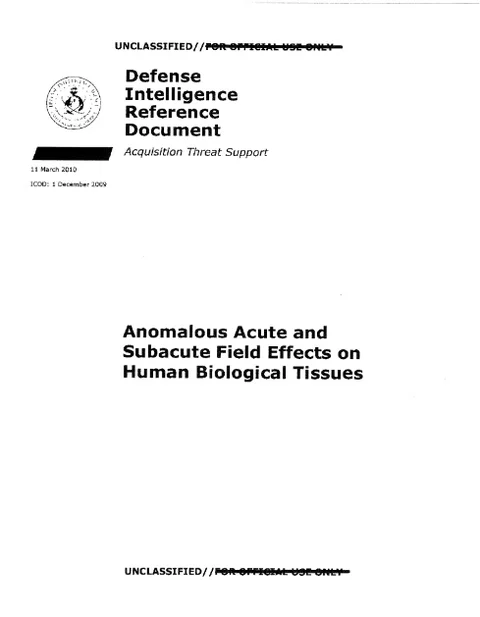 UNCLASSIFIED//FOR OFFICIAL USE ONLY
Defense
Intelligence
Reference
Document
Acquisition Threat Support
11 March 2010
ICOD: 1 December 2009
Anomalous Acute and
Subacute Field Effects on
Human Biological Tissues
UNCLASSIFIED//FOR OFFICIAL USE ONLY